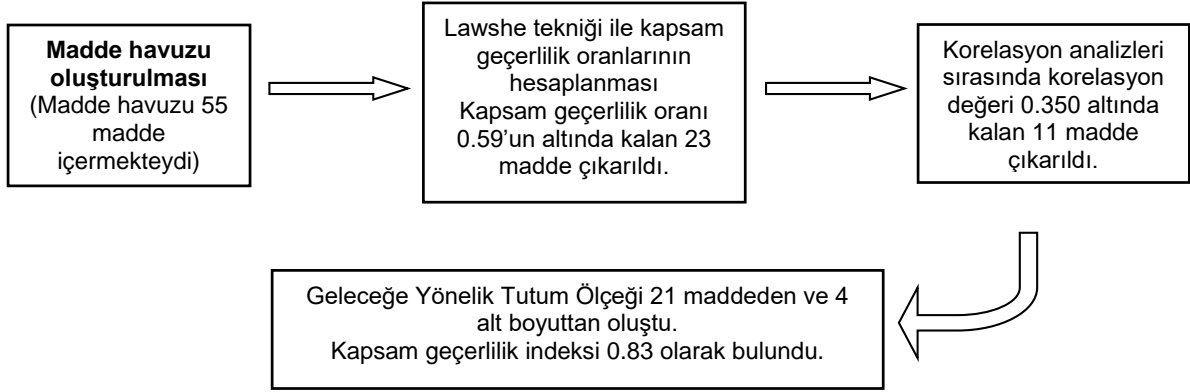 Madde havuzu
oluşturulması
(Madde havuzu 55
madde
içermekteydi)
Lawshe tekniği ile kapsam
geçerlilik oranlarının
hesaplanması
Kapsam geçerlilik oranı
0.59’un altında kalan 23
madde çıkarıldı.
Korelasyon analizleri
sırasında korelasyon
değeri 0.350 altında
kalan 11 madde
çıkarıldı.
Geleceğe Yönelik Tutum Ölçeği 21 maddeden ve 4
alt boyuttan oluştu.
Kapsam geçerlilik indeksi 0.83 olarak bulundu.